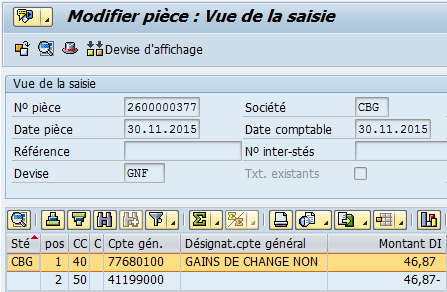 Modifier pièce : Vue de la saisie
Devise d'affichage
Vue de la saisie
Nº pièce 2600000377 Société CBG
Date pièce 30.11.2015 Date comptable 30.11.2015
Référence Nº inter-stés
Devise GNF Txt. existants
Sté pos CC C Cpte gén. Désignat.cpte général Montant DI
CBG 1 40 77680100 GAINS DE CHANGE NON 46,87
2 50 41199000 46,87-